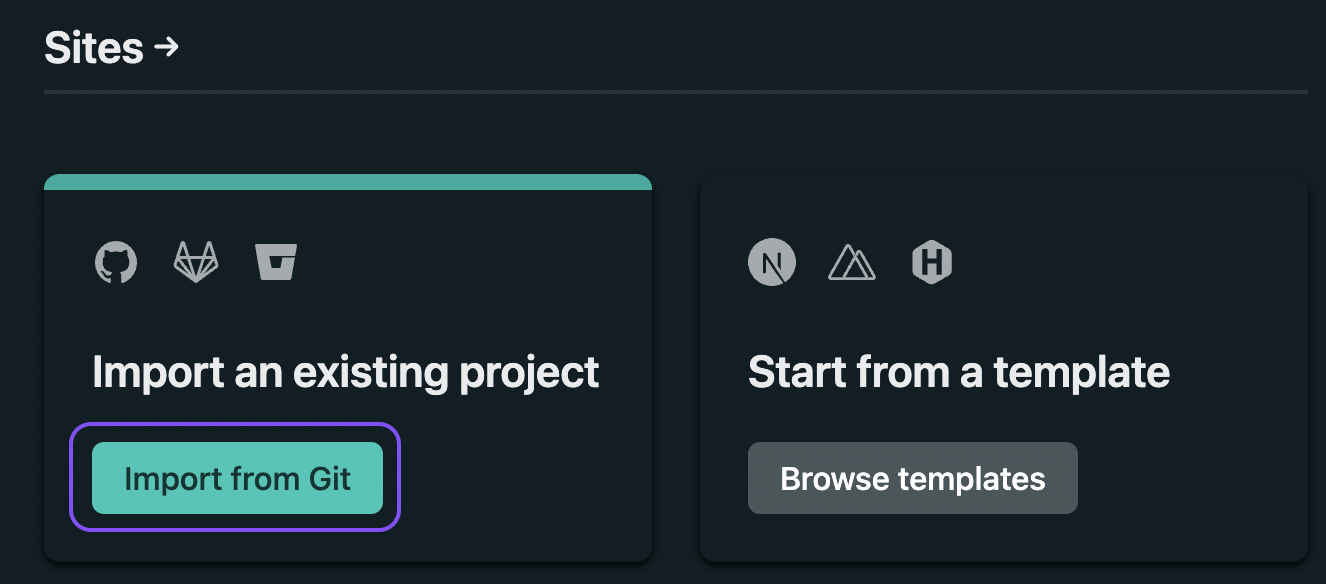 Sites →
Import an existing project
Import from Git
Start from a template
Browse templates